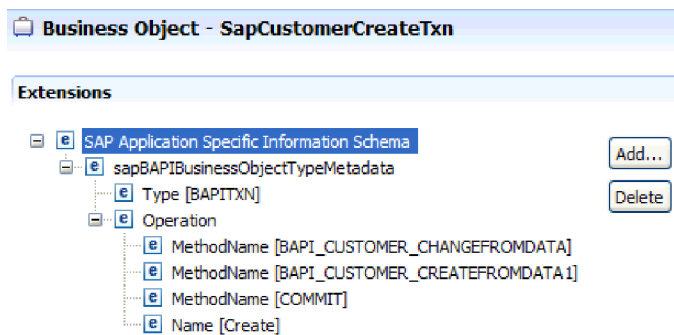 Business Object - SapCustomerCreateTxn
Extensions
e SAP Application Specific Information Schema
e sapBAPIBusinessObjectTypeMetadata
Add...
e Type [BAPITXN]
Delete
e Operation
e MethodName [BAPI_CUSTOMER_CHANGEFROMDATA]
e MethodName [BAPI_CUSTOMER_CREATEFROMDATA1]
e MethodName [COMMIT]
e Name [Create]